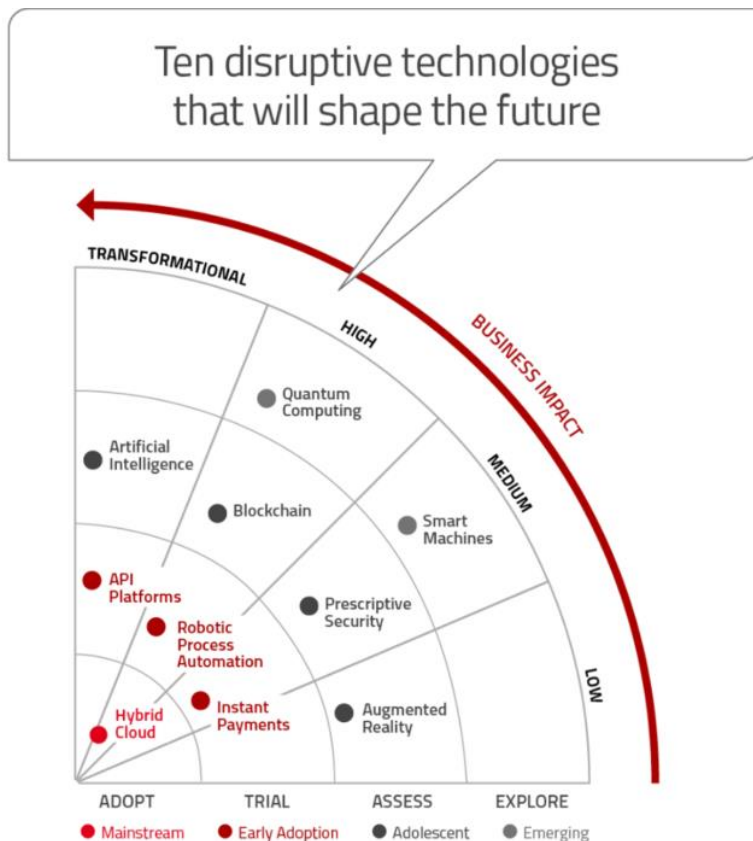 Ten disruptive technologies
that will shape the future
TRANSFORMATIONAL
HIGH
BUSINESS IMPACT
MEDIUM
LOW
Quantum
Computing
Artificial
Intelligence
Blockchain
Smart
Machines
API
Platforms
Prescriptive
Security
Robotic
Process
Automation
Instant
Payments
Augmented
Reality
Hybrid
Cloud
ADOPT TRIAL ASSESS EXPLORE
Mainstream Early Adoption Adolescent Emerging